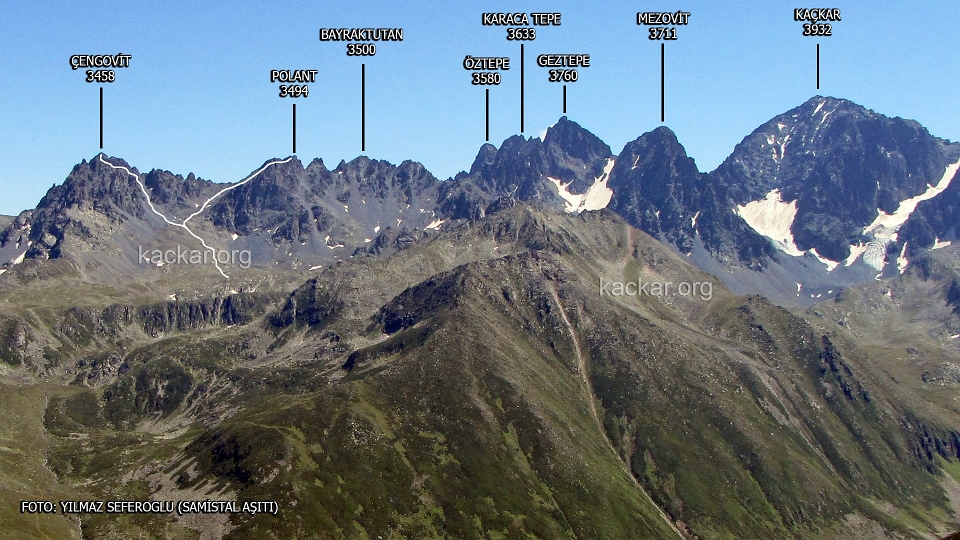 ÇENGOVİT
3458
POLANT
3494
BAYRAKTUTAN
3500
ÖZTEPE
3580
KARACA TEPE
3633
GEZTEPE
3760
MEZOVİT
3711
KAÇKAR
3932
kackar.org
kackar.org
FOTO: YILMAZ SEFEROGLU (SAMİSTAL AŞITI)